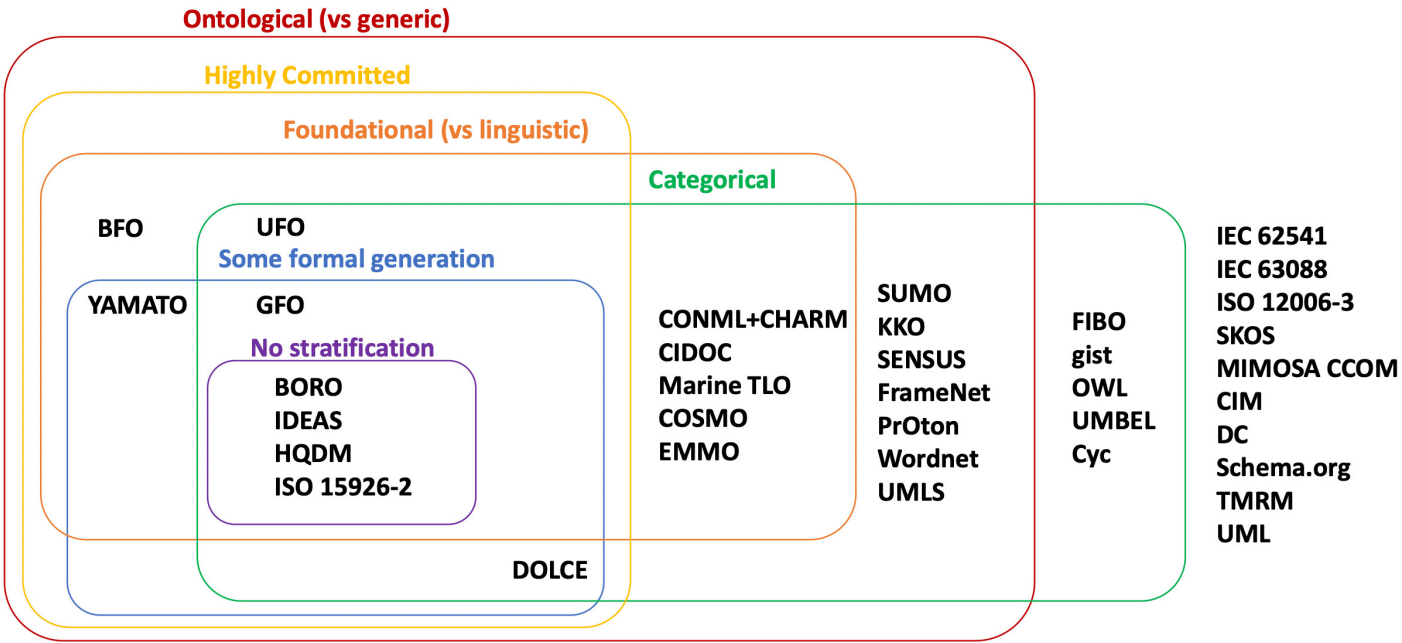 Ontological (vs generic)
Highly Committed
Foundational (vs linguistic)
Categorical
BFO
UFO
Some formal generation
YAMATO
GFO
No stratification
BORO
IDEAS
HQDM
ISO 15926-2
DOLCE
CONML+CHARM
CIDOC
Marine TLO
COSMO
EMMO
SUMO
KKO
SENSUS
FrameNet
PrOton
Wordnet
UMLS
FIBO
gist
OWL
UMBEL
Cyc
IEC 62541
IEC 63088
ISO 12006-3
SKOS
MIMOSA CCOM
CIM
DC
Schema.org
TMRM
UML